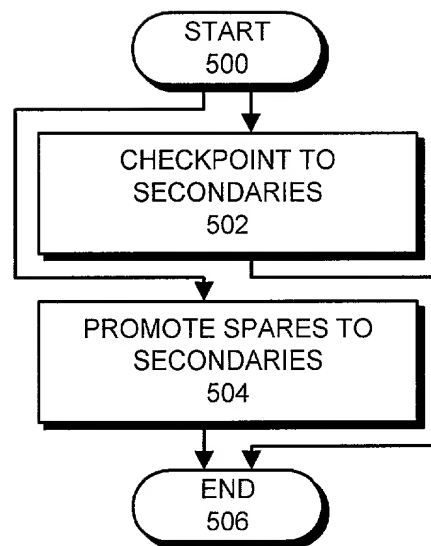 START
500
CHECKPOINT TO
SECONDARIES
502
PROMOTE SPARES TO
SECONDARIES
504
END
506